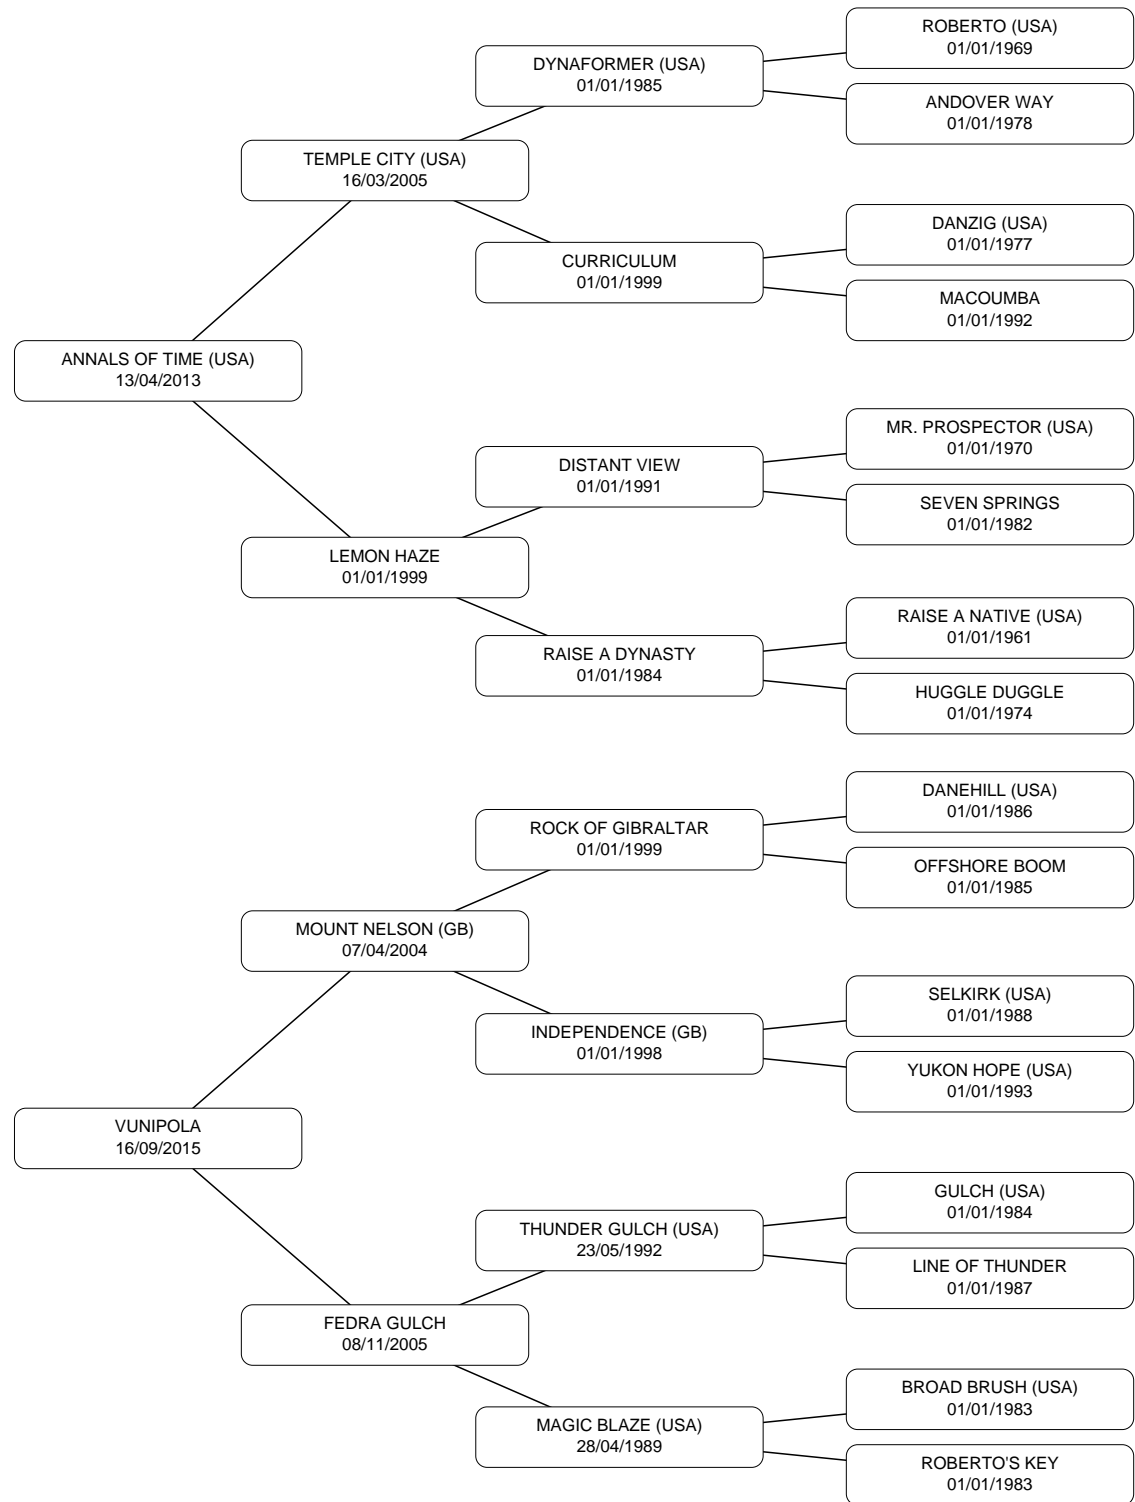 ROBERTO (USA)
01/01/1969
DYNAFORMER (USA)
01/01/1985
ANDOVER WAY
01/01/1978
TEMPLE CITY (USA)
16/03/2005
DANZIG (USA)
01/01/1977
CURRICULUM
01/01/1999
MACOUMBA
01/01/1992
ANNALS OF TIME (USA)
13/04/2013
MR. PROSPECTOR (USA)
01/01/1970
DISTANT VIEW
01/01/1991
SEVEN SPRINGS
01/01/1982
LEMON HAZE
01/01/1999
RAISE A NATIVE (USA)
01/01/1961
RAISE A DYNASTY
01/01/1984
HUGGLE DUGGLE
01/01/1974
DANEHILL (USA)
01/01/1986
ROCK OF GIBRALTAR
01/01/1999
OFFSHORE BOOM
01/01/1985
MOUNT NELSON (GB)
07/04/2004
SELKIRK (USA)
01/01/1988
INDEPENDENCE (GB)
01/01/1998
YUKON HOPE (USA)
01/01/1993
VUNIPOLA
16/09/2015
GULCH (USA)
01/01/1984
THUNDER GULCH (USA)
23/05/1992
LINE OF THUNDER
01/01/1987
FEDRA GULCH
08/11/2005
BROAD BRUSH (USA)
01/01/1983
MAGIC BLAZE (USA)
28/04/1989
ROBERTO'S KEY
01/01/1983